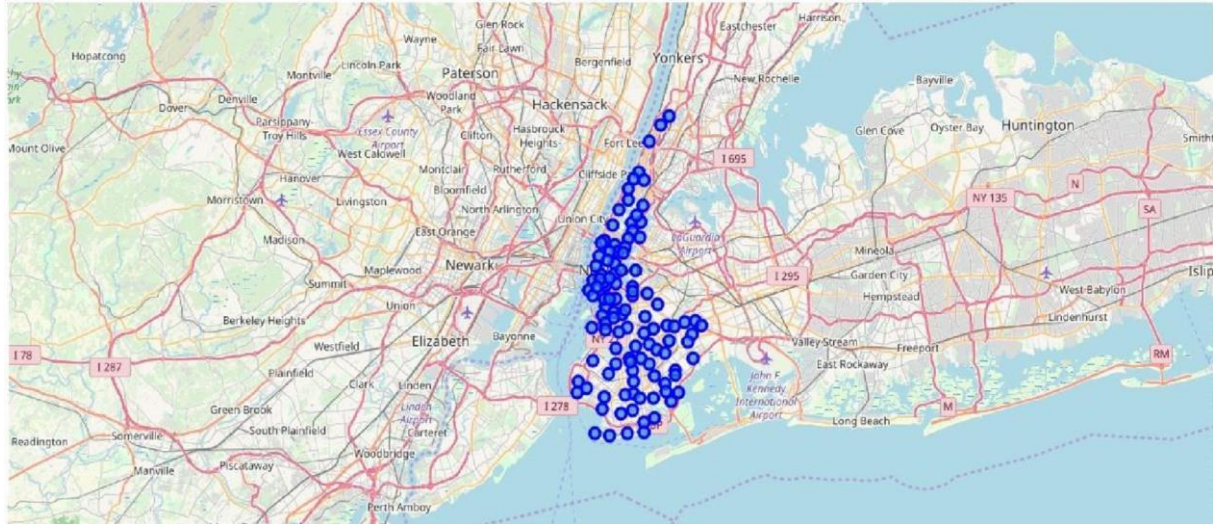 Harrison
Eastchester
Glen Rock
Wayne
Fair Lawn
Yonkers
Hopatcong
Lincoln Park
Bergenfield
Montville
Paterson
New Rochelle
Bayville
Woodland
Park
Dover
Denville
Hackensack
Parsippany-
Troy Hills
Essex County
Airport
Clifton
Hasbrouck
Heights
Glen Cove
Oyster Bay
Huntington
Mount Olive
West Caldwell
Fort Lee
I 695
Montclair
Rutherford
Hanover
Cliffside
Bloomfield
N
NY 135
Morristown
Livingston
North Arlington
SA
Union City
East Orange
LaGuardia
Airport
Madison
Mineola
Newark
Maplewood
I 295
Garden City
Islip
Summit
Union
Hempstead
West Babylon
Berkeley Heights
Lindenhurst
Elizabeth
Bayonne
Valley Stream
Freeport
I 78
Westfield
East Rockaway
RM
I 287
Plainfield
Clark
Linden
John F.
Kennedy
International
Airport
M
Green Brook
Linden
Airport
I 278
Long Beach
South Plainfield
Carteret
Readington
Somerville
Woodbridge
Manville
Piscataway
Perth Amboy